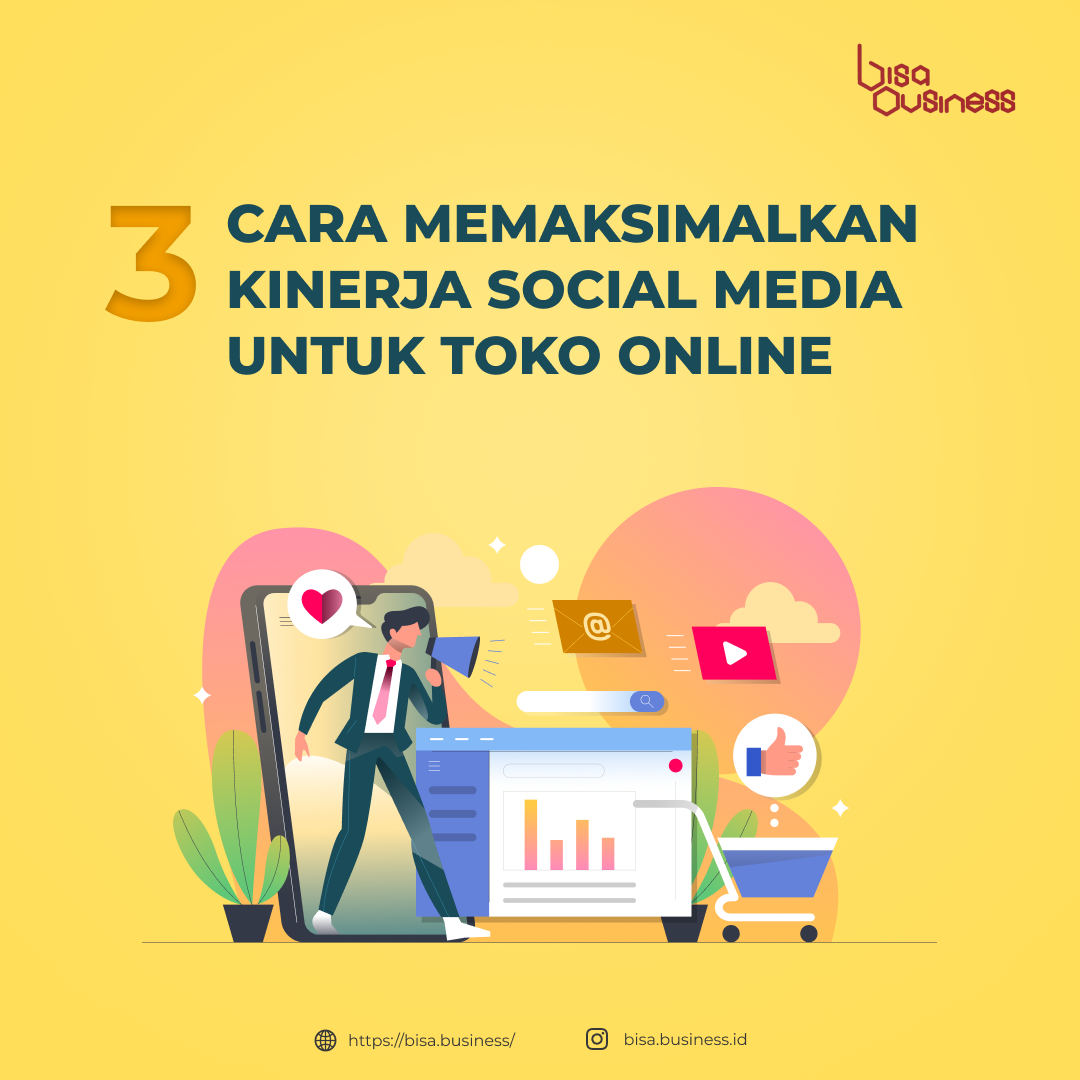 bisa
business
3 CARA MEMAKSIMALKAN
KINERJA SOCIAL MEDIA
UNTUK TOKO ONLINE
@
https://bisa.business/
bisa.business.id